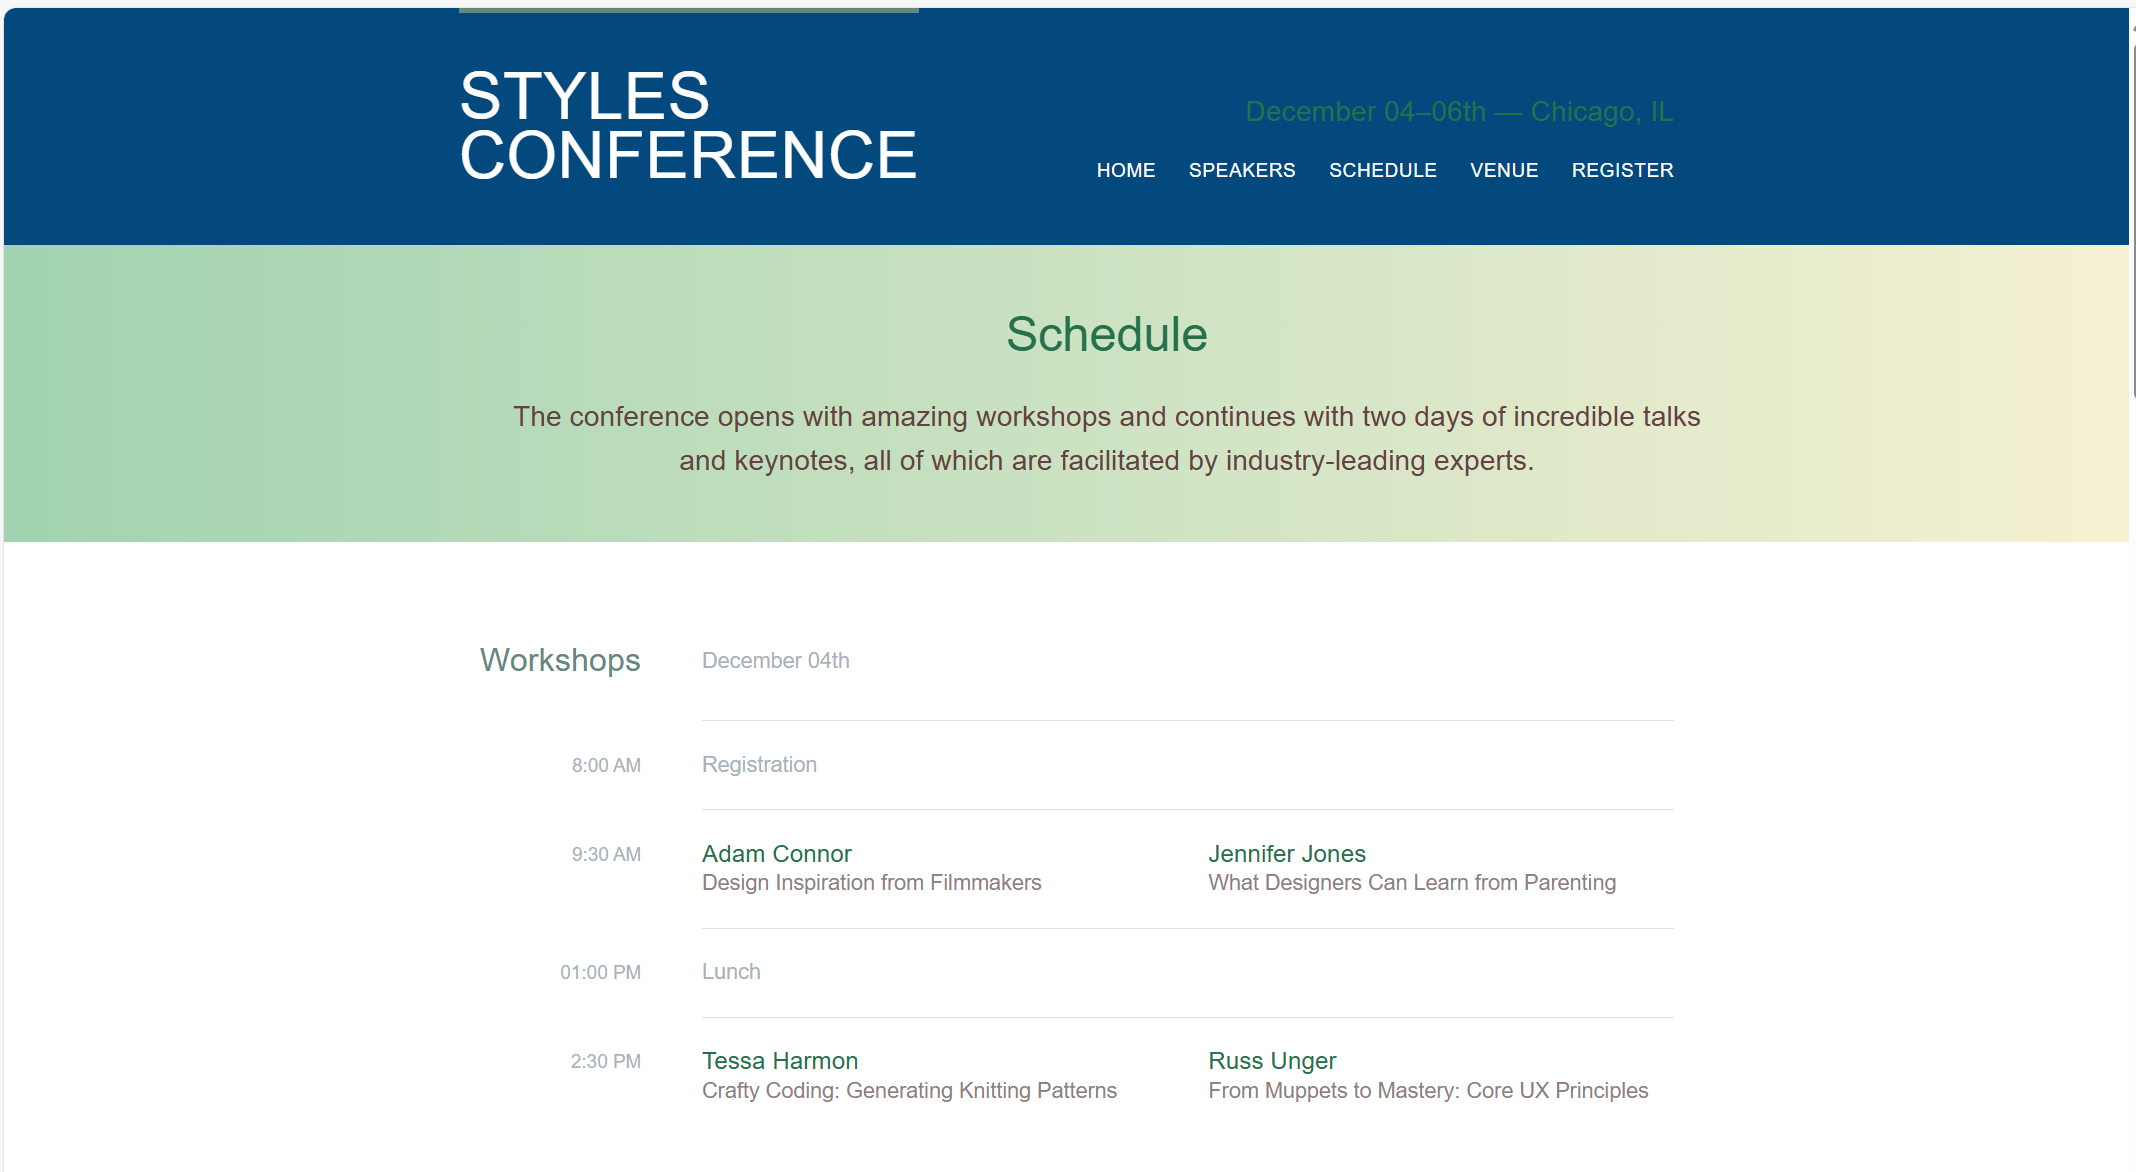 STYLES
CONFERENCE
December 04–06th — Chicago, IL
HOME SPEAKERS SCHEDULE VENUE REGISTER
Schedule
The conference opens with amazing workshops and continues with two days of incredible talks
and keynotes, all of which are facilitated by industry-leading experts.
Workshops December 04th
8:00 AM Registration
9:30 AM Adam Connor Jennifer Jones
Design Inspiration from Filmmakers What Designers Can Learn from Parenting
01:00 PM Lunch
2:30 PM Tessa Harmon Russ Unger
Crafty Coding: Generating Knitting Patterns From Muppets to Mastery: Core UX Principles